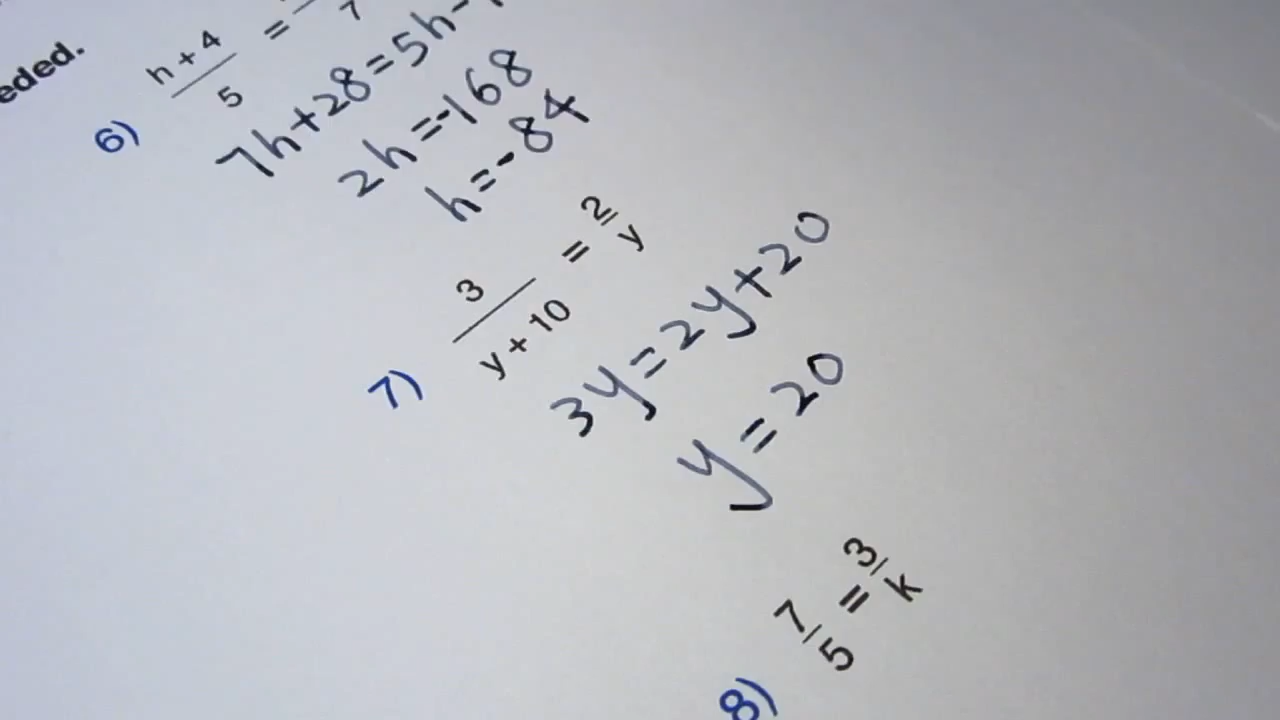 eded.
6) h + 4 / 5 = / 7
7h + 28 = 5h -
2h = -168
h = -84
7) 3 / y + 10 = 2 / y
3y = 2y + 20
y = 20
8) 7 / 5 = 3 / k